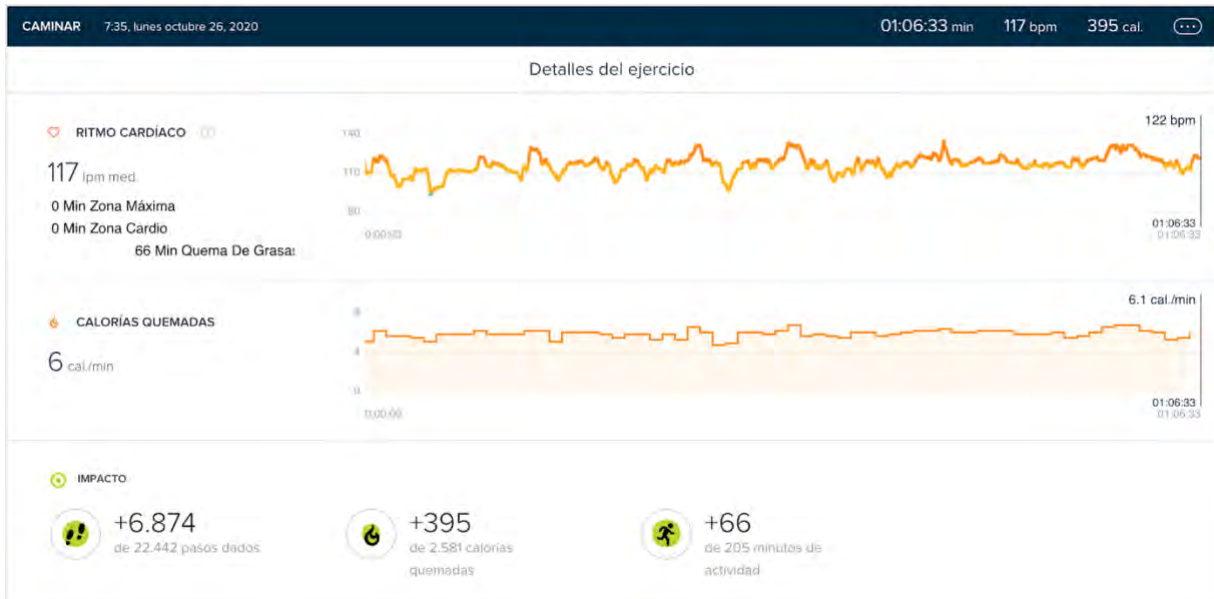 CAMINAR 7:35, lunes octubre 26, 2020 01:06:33 min 117 bpm 395 cal.
Detalles del ejercicio
RITMO CARDÍACO
117 lpm med.
0 Min Zona Máxima
0 Min Zona Cardio
66 Min Quema De Grasas
122 bpm
140
110
80
0:00:00
01:06:33
01:06:33
CALORÍAS QUEMADAS
6 cal./min
6.1 cal./min
8
4
0
0:00:00
01:06:33
01:06:33
IMPACTO
+6.874
de 22.442 pasos dados
+395
de 2.581 calorías
quemadas
+66
de 205 minutos de
actividad